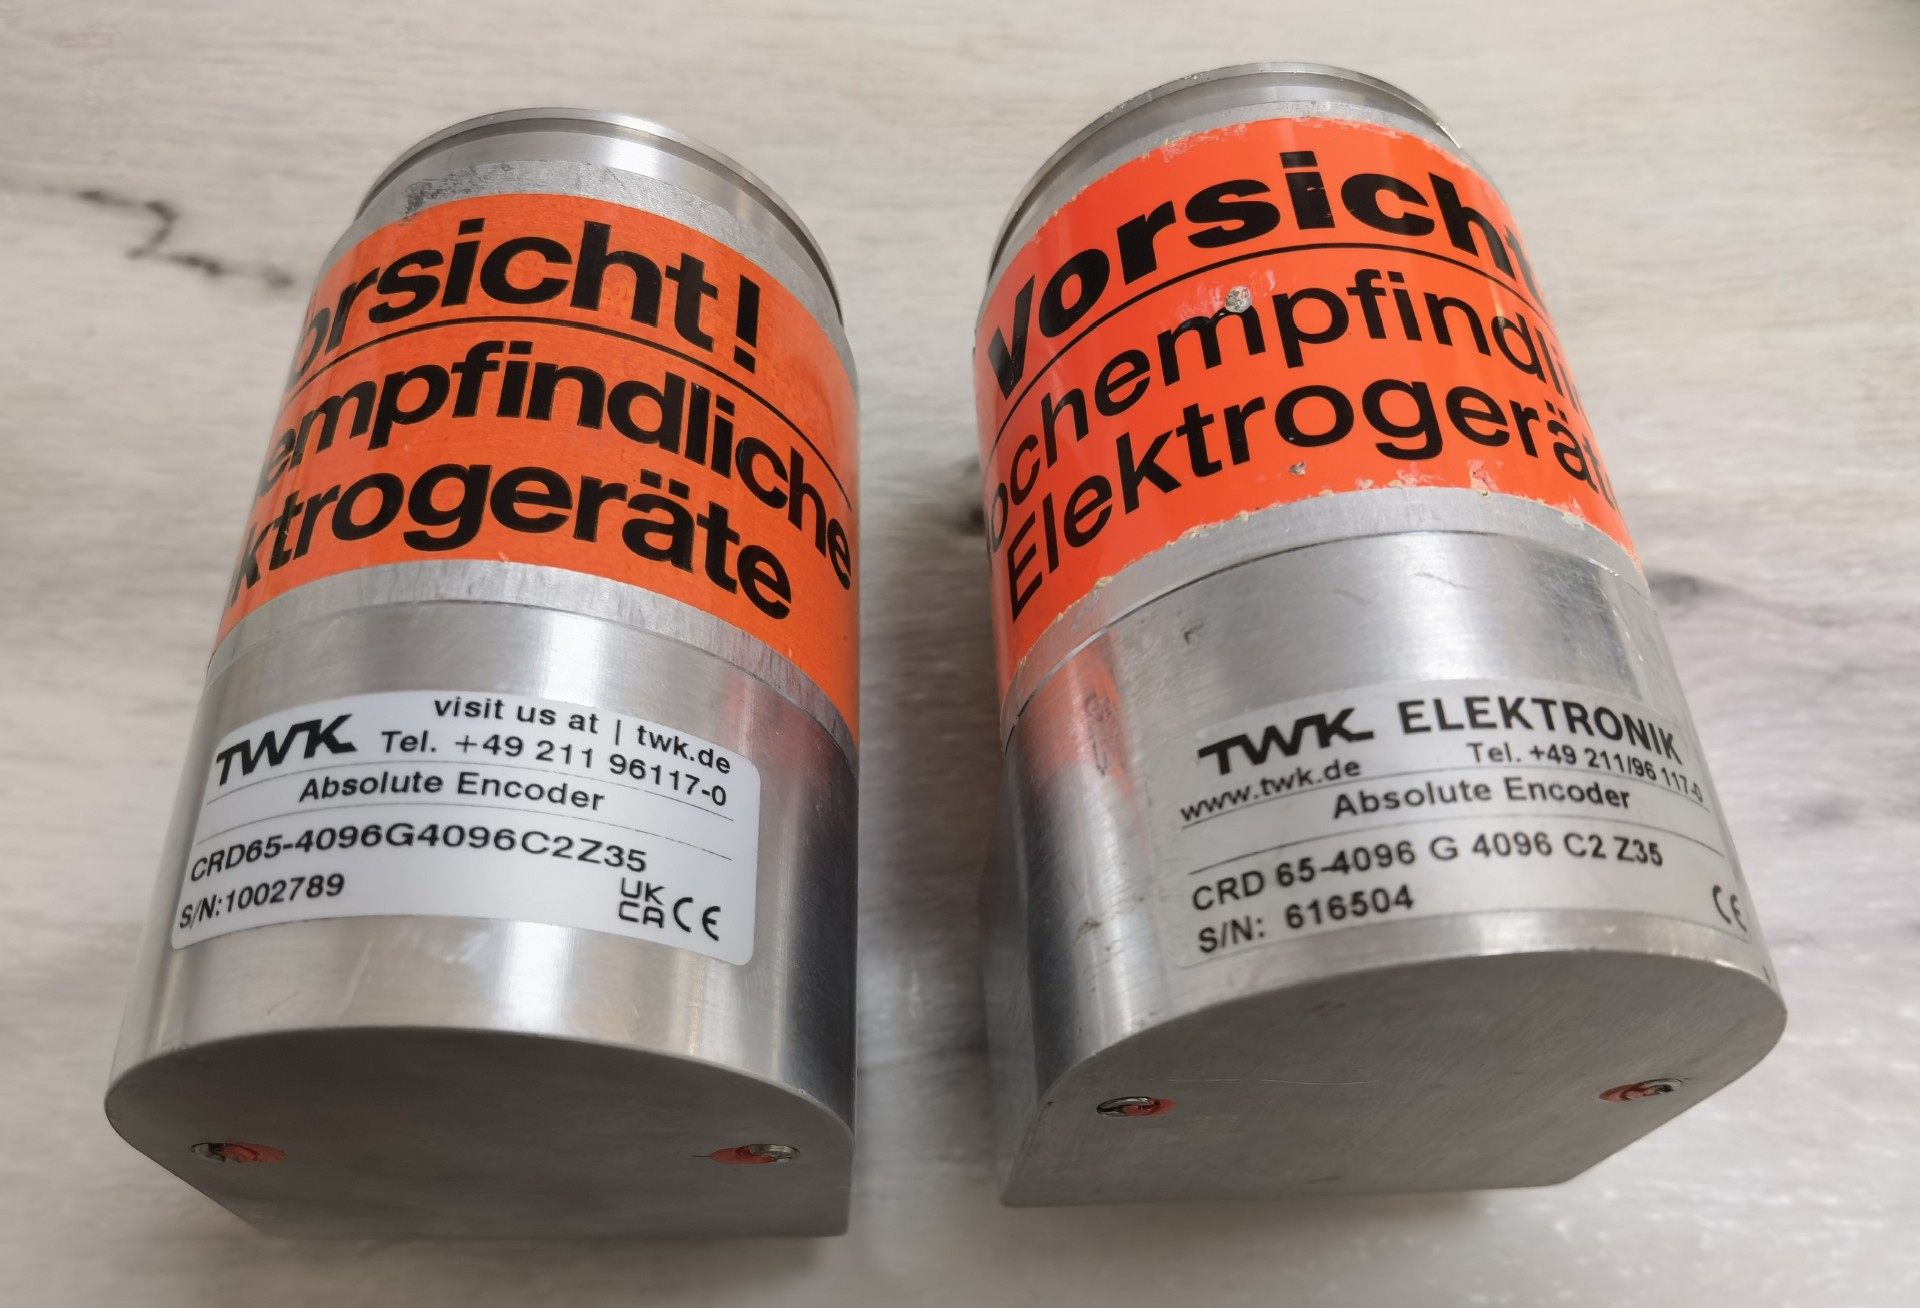 orsicht!
empfindliche
ktrogeräte
TWK
visit us at | twk.de
Tel. +49 211 96117-0
Absolute Encoder
CRD65-4096G4096C2Z35
S/N:1002789
UK
CA CE
Vorsicht
ochempfindli
Elektrogerät
TWK ELEKTRONIK
www.twk.de
Tel. +49 211/96 117-0
Absolute Encoder
CRD 65-4096 G 4096 C2 Z35
S/N: 616504
CE